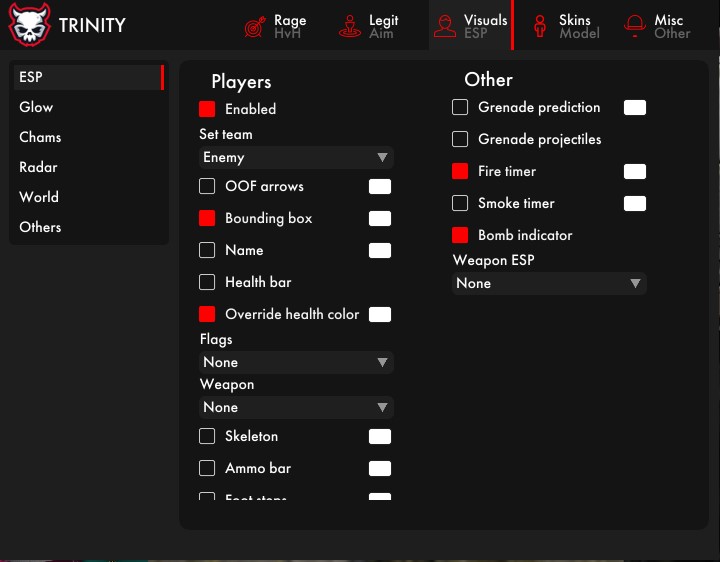 TRINITY
Rage
HvH
Legit
Aim
Visuals
ESP
Skins
Model
Misc
Other
ESP
Glow
Chams
Radar
World
Others
Players
Enabled
Set team
Enemy
OOF arrows
Bounding box
Name
Health bar
Override health color
Flags
None
Weapon
None
Skeleton
Ammo bar
Foot steps
Other
Grenade prediction
Grenade projectiles
Fire timer
Smoke timer
Bomb indicator
Weapon ESP
None